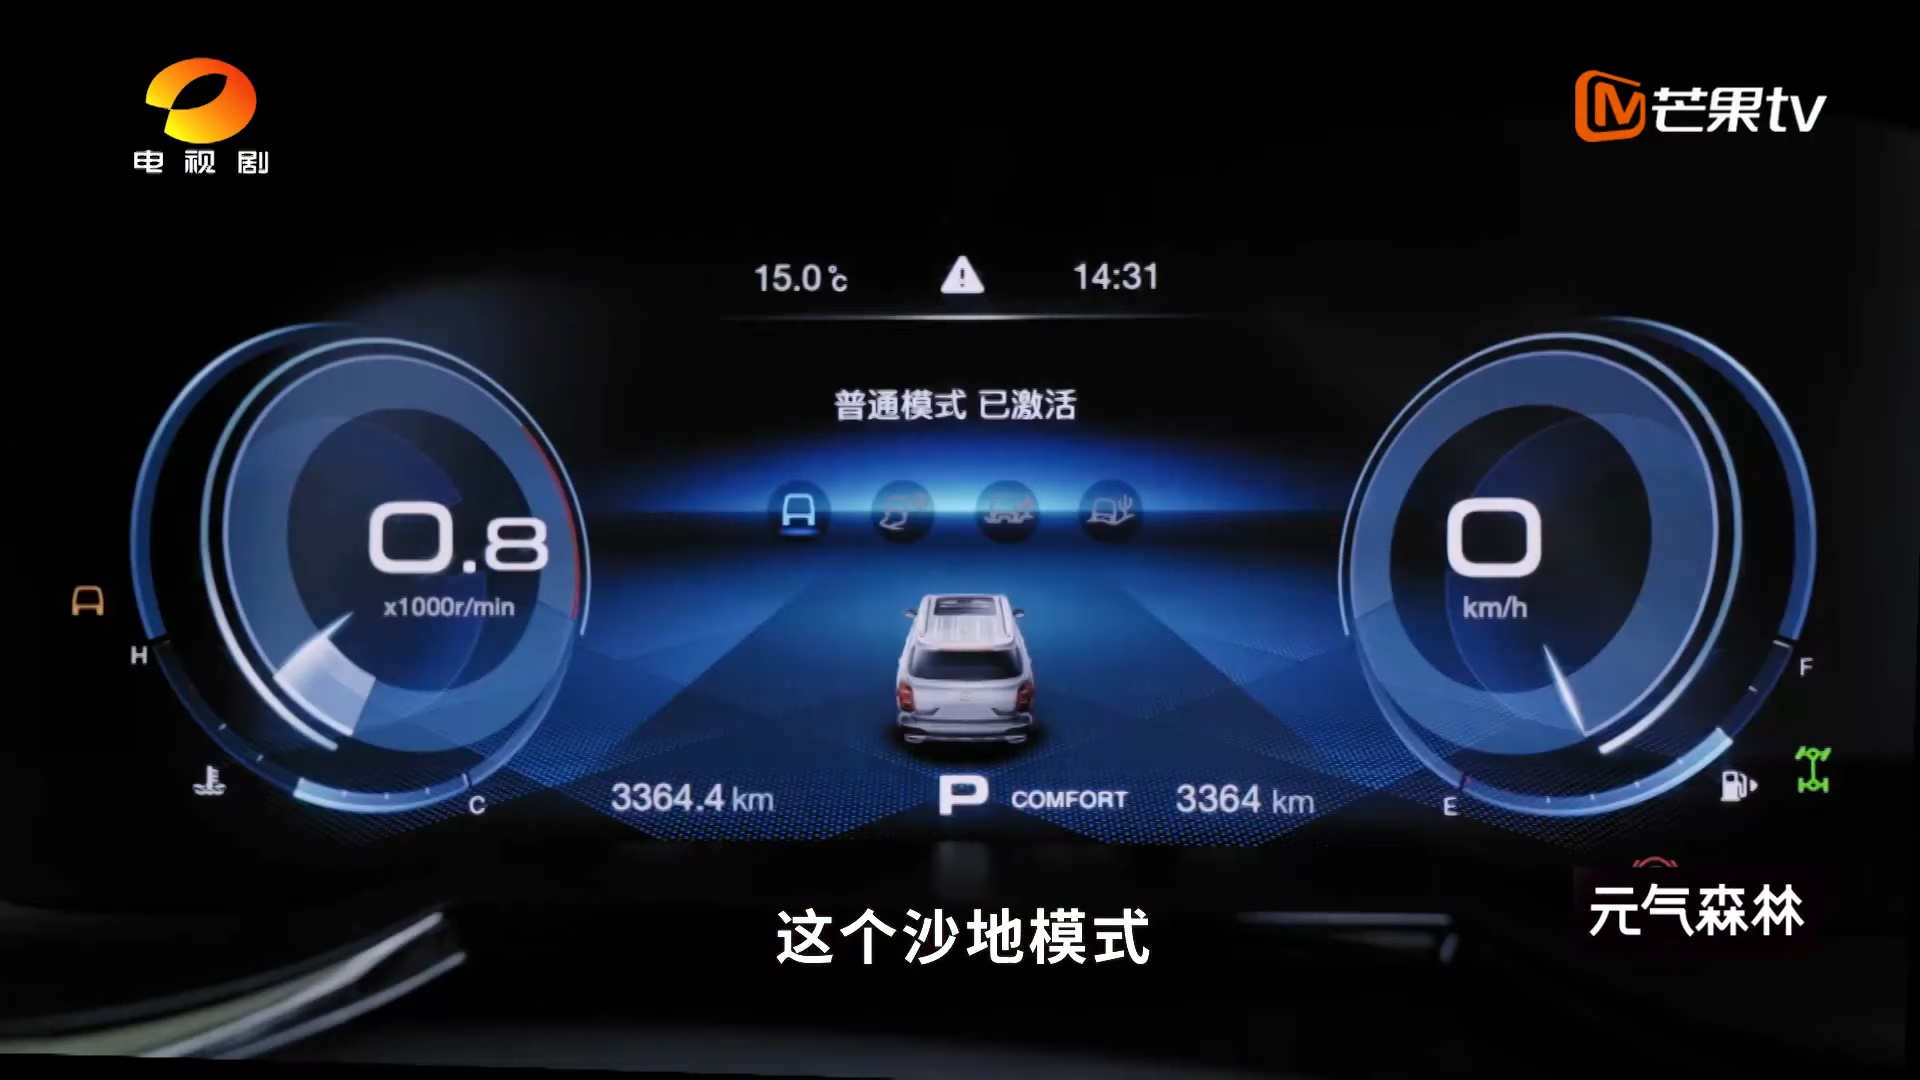 电视剧
芒果tv
15.0℃
14:31
普通模式 已激活
0.8
x1000r/min
0
km/h
H
F
C
E
3364.4 km
P
COMFORT
3364 km
元气森林
这个沙地模式